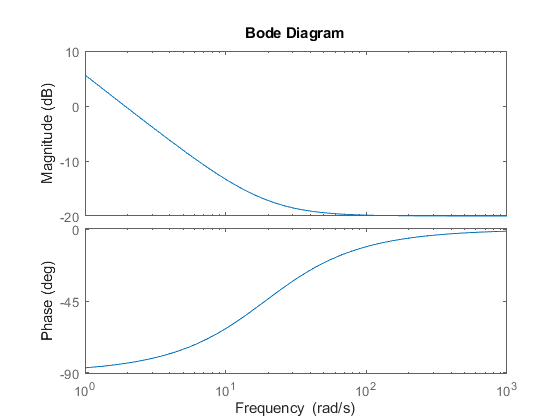 Bode Diagram
10
0
-10
-20
Magnitude (dB)
0
-45
-90
Phase (deg)
10^0 10^1 10^2 10^3
Frequency (rad/s)